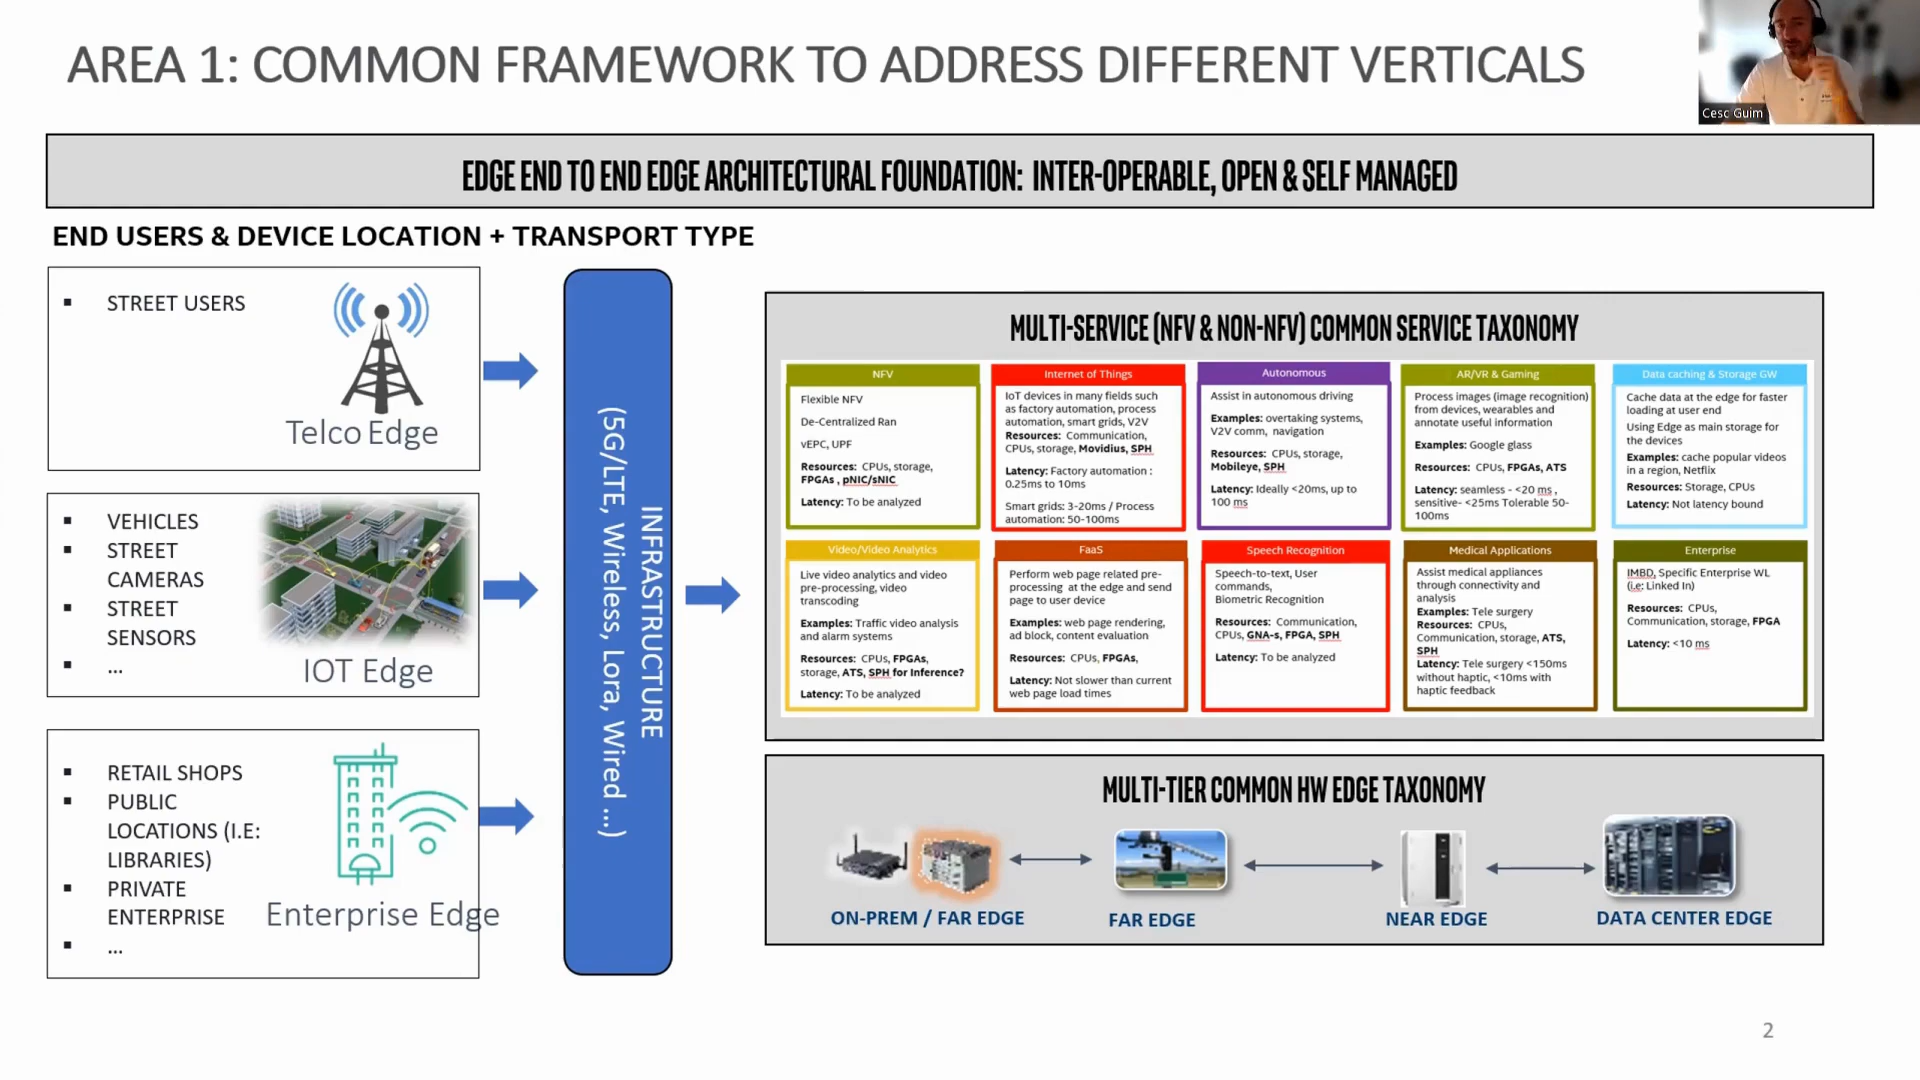 AREA 1: COMMON FRAMEWORK TO ADDRESS DIFFERENT VERTICALS
Cesc Guim
EDGE END TO END EDGE ARCHITECTURAL FOUNDATION: INTER-OPERABLE, OPEN & SELF MANAGED
END USERS & DEVICE LOCATION + TRANSPORT TYPE
▪ STREET USERS
Telco Edge
▪ VEHICLES
▪ STREET
CAMERAS
▪ STREET
SENSORS
▪ ...
IOT Edge
▪ RETAIL SHOPS
▪ PUBLIC
LOCATIONS (I.E:
LIBRARIES)
▪ PRIVATE
ENTERPRISE
▪ ...
Enterprise Edge
INFRASTRUCTURE
(5G/LTE, Wireless, Lora, Wired ...)
MULTI-SERVICE (NFV & NON-NFV) COMMON SERVICE TAXONOMY
NFV
Flexible NFV
De-Centralized Ran
vEPC, UPF
Resources: CPUs, storage,
FPGAs , pNIC/sNIC
Latency: To be analyzed
Internet of Things
IoT devices in many fields such
as factory automation, process
automation, smart grids, V2V
Resources: Communication,
CPUs, storage, Movidius, SPH
Latency: Factory automation :
0.25ms to 10ms
Smart grids: 3-20ms / Process
automation: 50-100ms
Autonomous
Assist in autonomous driving
Examples: overtaking systems,
V2V comm, navigation
Resources: CPUs, storage,
Mobileye, SPH
Latency: Ideally <20ms, up to
100 ms
AR/VR & Gaming
Process images (image recognition)
from devices, wearables and
annotate useful information
Examples: Google glass
Resources: CPUs, FPGAs, ATS
Latency: seamless - <20 ms ,
sensitive- <25ms Tolerable 50-
100ms
Data caching & Storage GW
Cache data at the edge for faster
loading at user end
Using Edge as main storage for
the devices
Examples: cache popular videos
in a region, Netflix
Resources: Storage, CPUs
Latency: Not latency bound
Video/Video Analytics
Live video analytics and video
pre-processing, video
transcoding
Examples: Traffic video analysis
and alarm systems
Resources: CPUs, FPGAs,
storage, ATS, SPH for Inference?
Latency: To be analyzed
FaaS
Perform web page related pre-
processing at the edge and send
page to user device
Examples: web page rendering,
ad block, content evaluation
Resources: CPUs, FPGAs,
Latency: Not slower than current
web page load times
Speech Recognition
Speech-to-text, User
commands,
Biometric Recognition
Resources: Communication,
CPUs, GNA-s, FPGA, SPH
Latency: To be analyzed
Medical Applications
Assist medical appliances
through connectivity and
analysis
Examples: Tele surgery
Resources: CPUs,
Communication, storage, ATS,
SPH
Latency: Tele surgery <150ms
without haptic, <10ms with
haptic feedback
Enterprise
IMBD, Specific Enterprise WL
(i.e: Linked In)
Resources: CPUs,
Communication, storage, FPGA
Latency: <10 ms
MULTI-TIER COMMON HW EDGE TAXONOMY
ON-PREM / FAR EDGE
FAR EDGE
NEAR EDGE
DATA CENTER EDGE
2